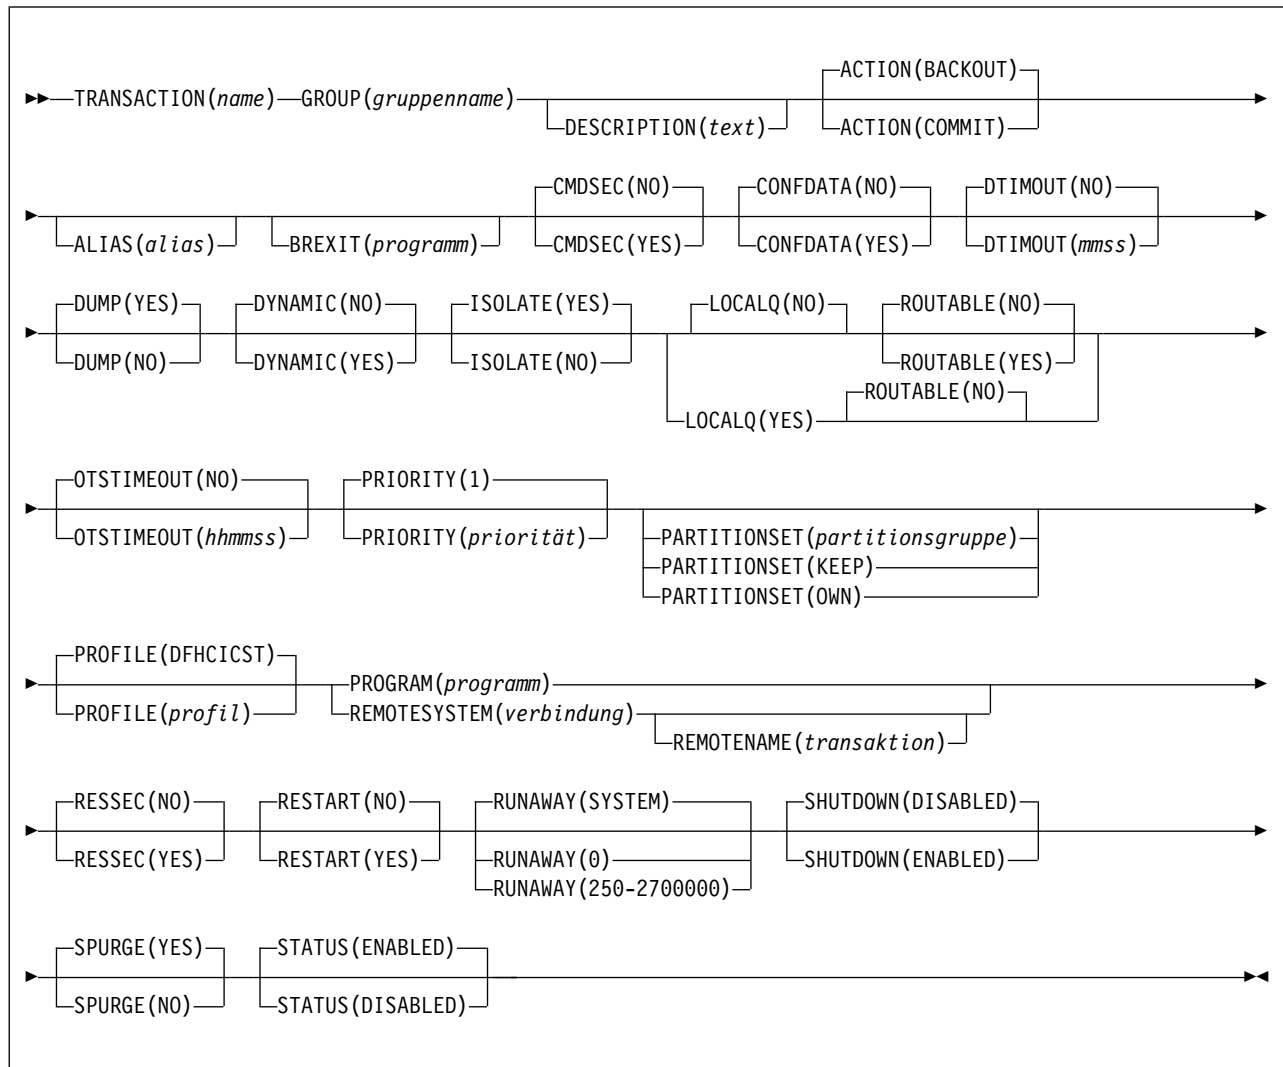 ACTION(BACKOUT)
TRANSACTION(name) GROUP(gruppenname)
DESCRIPTION(text) ACTION(COMMIT)
CMDSEC(NO) CONFDATA(NO) DTIMOUT(NO)
ALIAS(alias) BREXIT(programm) CMDSEC(YES) CONFDATA(YES) DTIMOUT(mmss)
DUMP(YES) DYNAMIC(NO) ISOLATE(YES) LOCALQ(NO) ROUTABLE(NO)
DUMP(NO) DYNAMIC(YES) ISOLATE(NO) ROUTABLE(YES)
ROUTABLE(NO)
LOCALQ(YES)
OTSTIMEOUT(NO) PRIORITY(1)
OTSTIMEOUT(hhmmss) PRIORITY(priorität) PARTITIONSET(partitionsgruppe)
PARTITIONSET(KEEP)
PARTITIONSET(OWN)
PROFILE(DFHCICST) PROGRAM(programm)
PROFILE(profil) REMOTESYSTEM(verbindung)
REMOTENAME(transaktion)
RESSEC(NO) RESTART(NO) RUNAWAY(SYSTEM) SHUTDOWN(DISABLED)
RESSEC(YES) RESTART(YES) RUNAWAY(0) SHUTDOWN(ENABLED)
RUNAWAY(250-2700000)
SPURGE(YES) STATUS(ENABLED)
SPURGE(NO) STATUS(DISABLED)